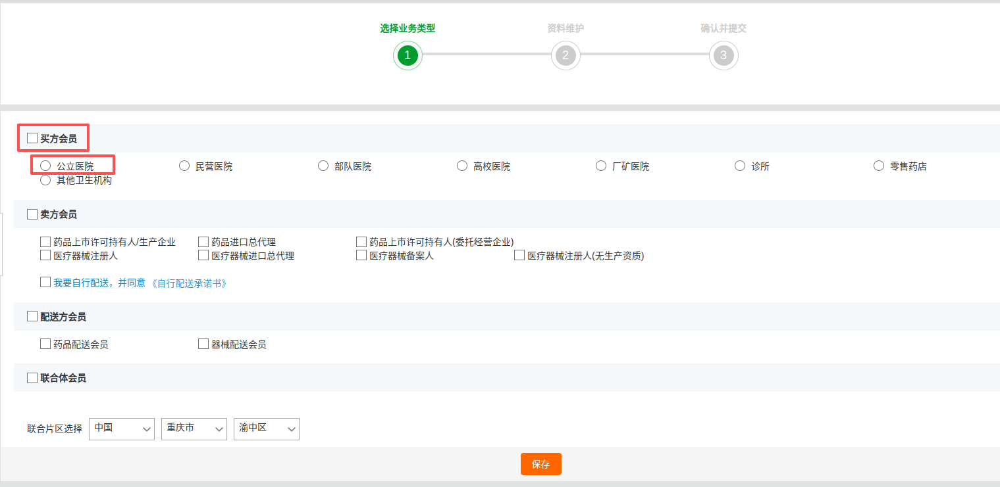 选择业务类型 资料维护 确认并提交
1 2 3
买方会员
公立医院 民营医院 部队医院 高校医院 厂矿医院 诊所 零售药店
其他卫生机构
卖方会员
药品上市许可持有人/生产企业 药品进口总代理 药品上市许可持有人(委托经营企业)
医疗器械注册人 医疗器械进口总代理 医疗器械备案人 医疗器械注册人(无生产资质)
我要自行配送，并同意《自行配送承诺书》
配送方会员
药品配送会员 器械配送会员
联合体会员
联合片区选择 中国 重庆市 渝中区
保存